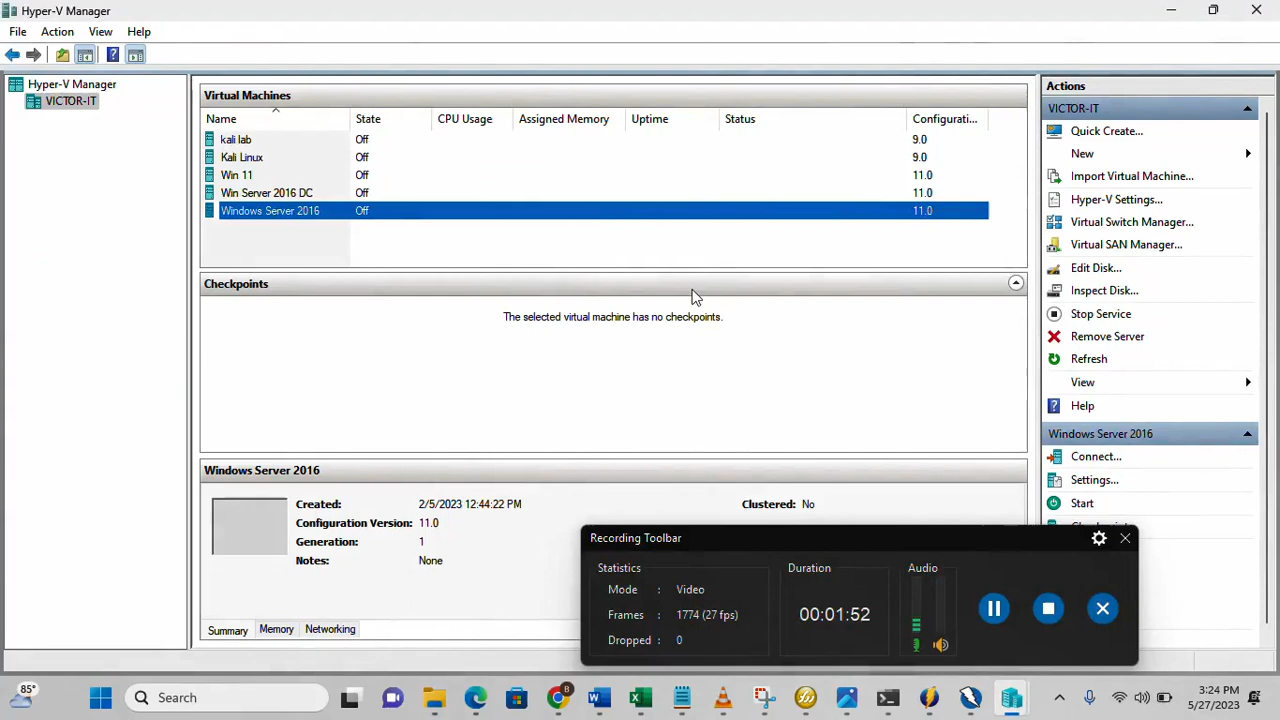 Hyper-V Manager
File Action View Help
Hyper-V Manager
VICTOR-IT
Virtual Machines
Name State CPU Usage Assigned Memory Uptime Status Configurati...
kali lab Off 9.0
Kali Linux Off 9.0
Win 11 Off 11.0
Win Server 2016 DC Off 11.0
Windows Server 2016 Off 11.0
Checkpoints
The selected virtual machine has no checkpoints.
Windows Server 2016
Created: 2/5/2023 12:44:22 PM Clustered: No
Configuration Version: 11.0
Generation: 1
Notes: None
Summary Memory Networking
Actions
VICTOR-IT
Quick Create...
New
Import Virtual Machine...
Hyper-V Settings...
Virtual Switch Manager...
Virtual SAN Manager...
Edit Disk...
Inspect Disk...
Stop Service
Remove Server
Refresh
View
Help
Windows Server 2016
Connect...
Settings...
Start
Recording Toolbar
Statistics Duration Audio
Mode : Video
Frames : 1774 (27 fps)
00:01:52
Dropped : 0
85°
Search
B
3:24 PM
5/27/2023